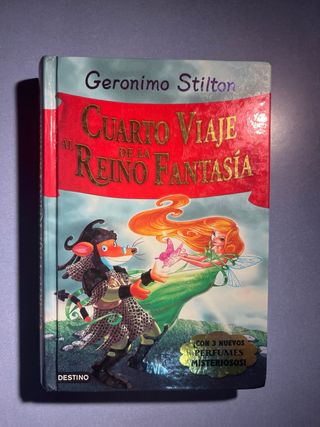 Geronimo Stilton
CUARTO VIAJE
AL REINO DE LA FANTASÍA
¡CON 3 NUEVOS
PERFUMES
MISTERIOSOS!
DESTINO